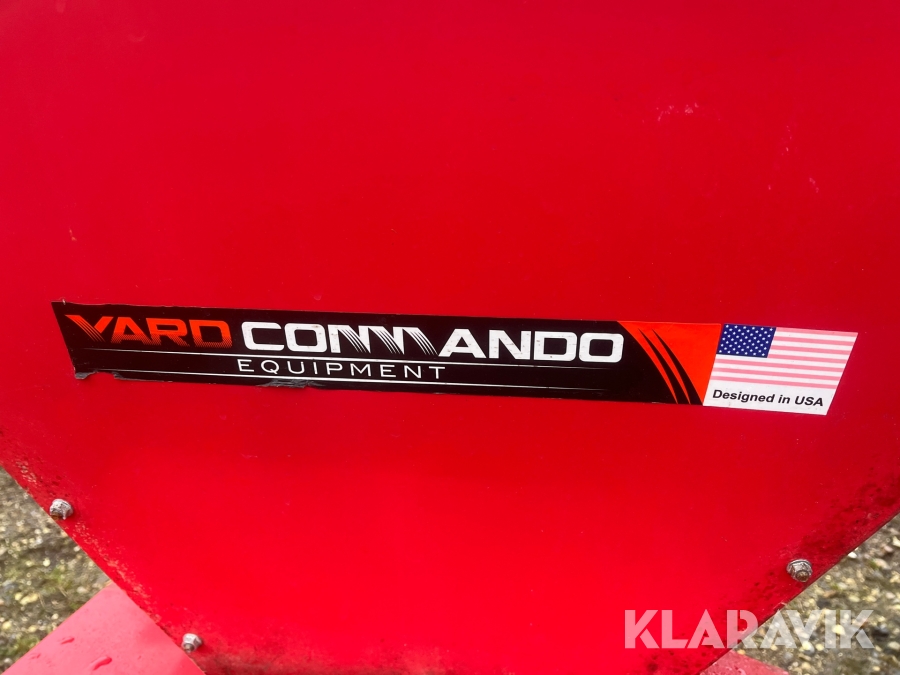 YARD COMMANDO
EQUIPMENT
Designed in USA
KLARAVIK